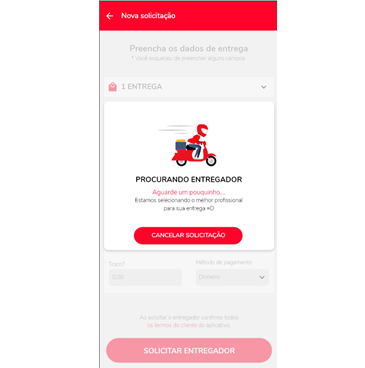 Nova solicitação
Preencha os dados de entrega
* Você esqueceu de preencher alguns campos
1 ENTREGA
PROCURANDO ENTREGADOR
Aguarde um pouquinho...
Estamos selecionando o melhor profissional
para sua entrega =D
CANCELAR SOLICITAÇÃO
Troco?
Método de pagamento
0,00
Dinheiro
Ao solicitar o entregador confirmo todos
os termos de cliente do aplicativo.
SOLICITAR ENTREGADOR